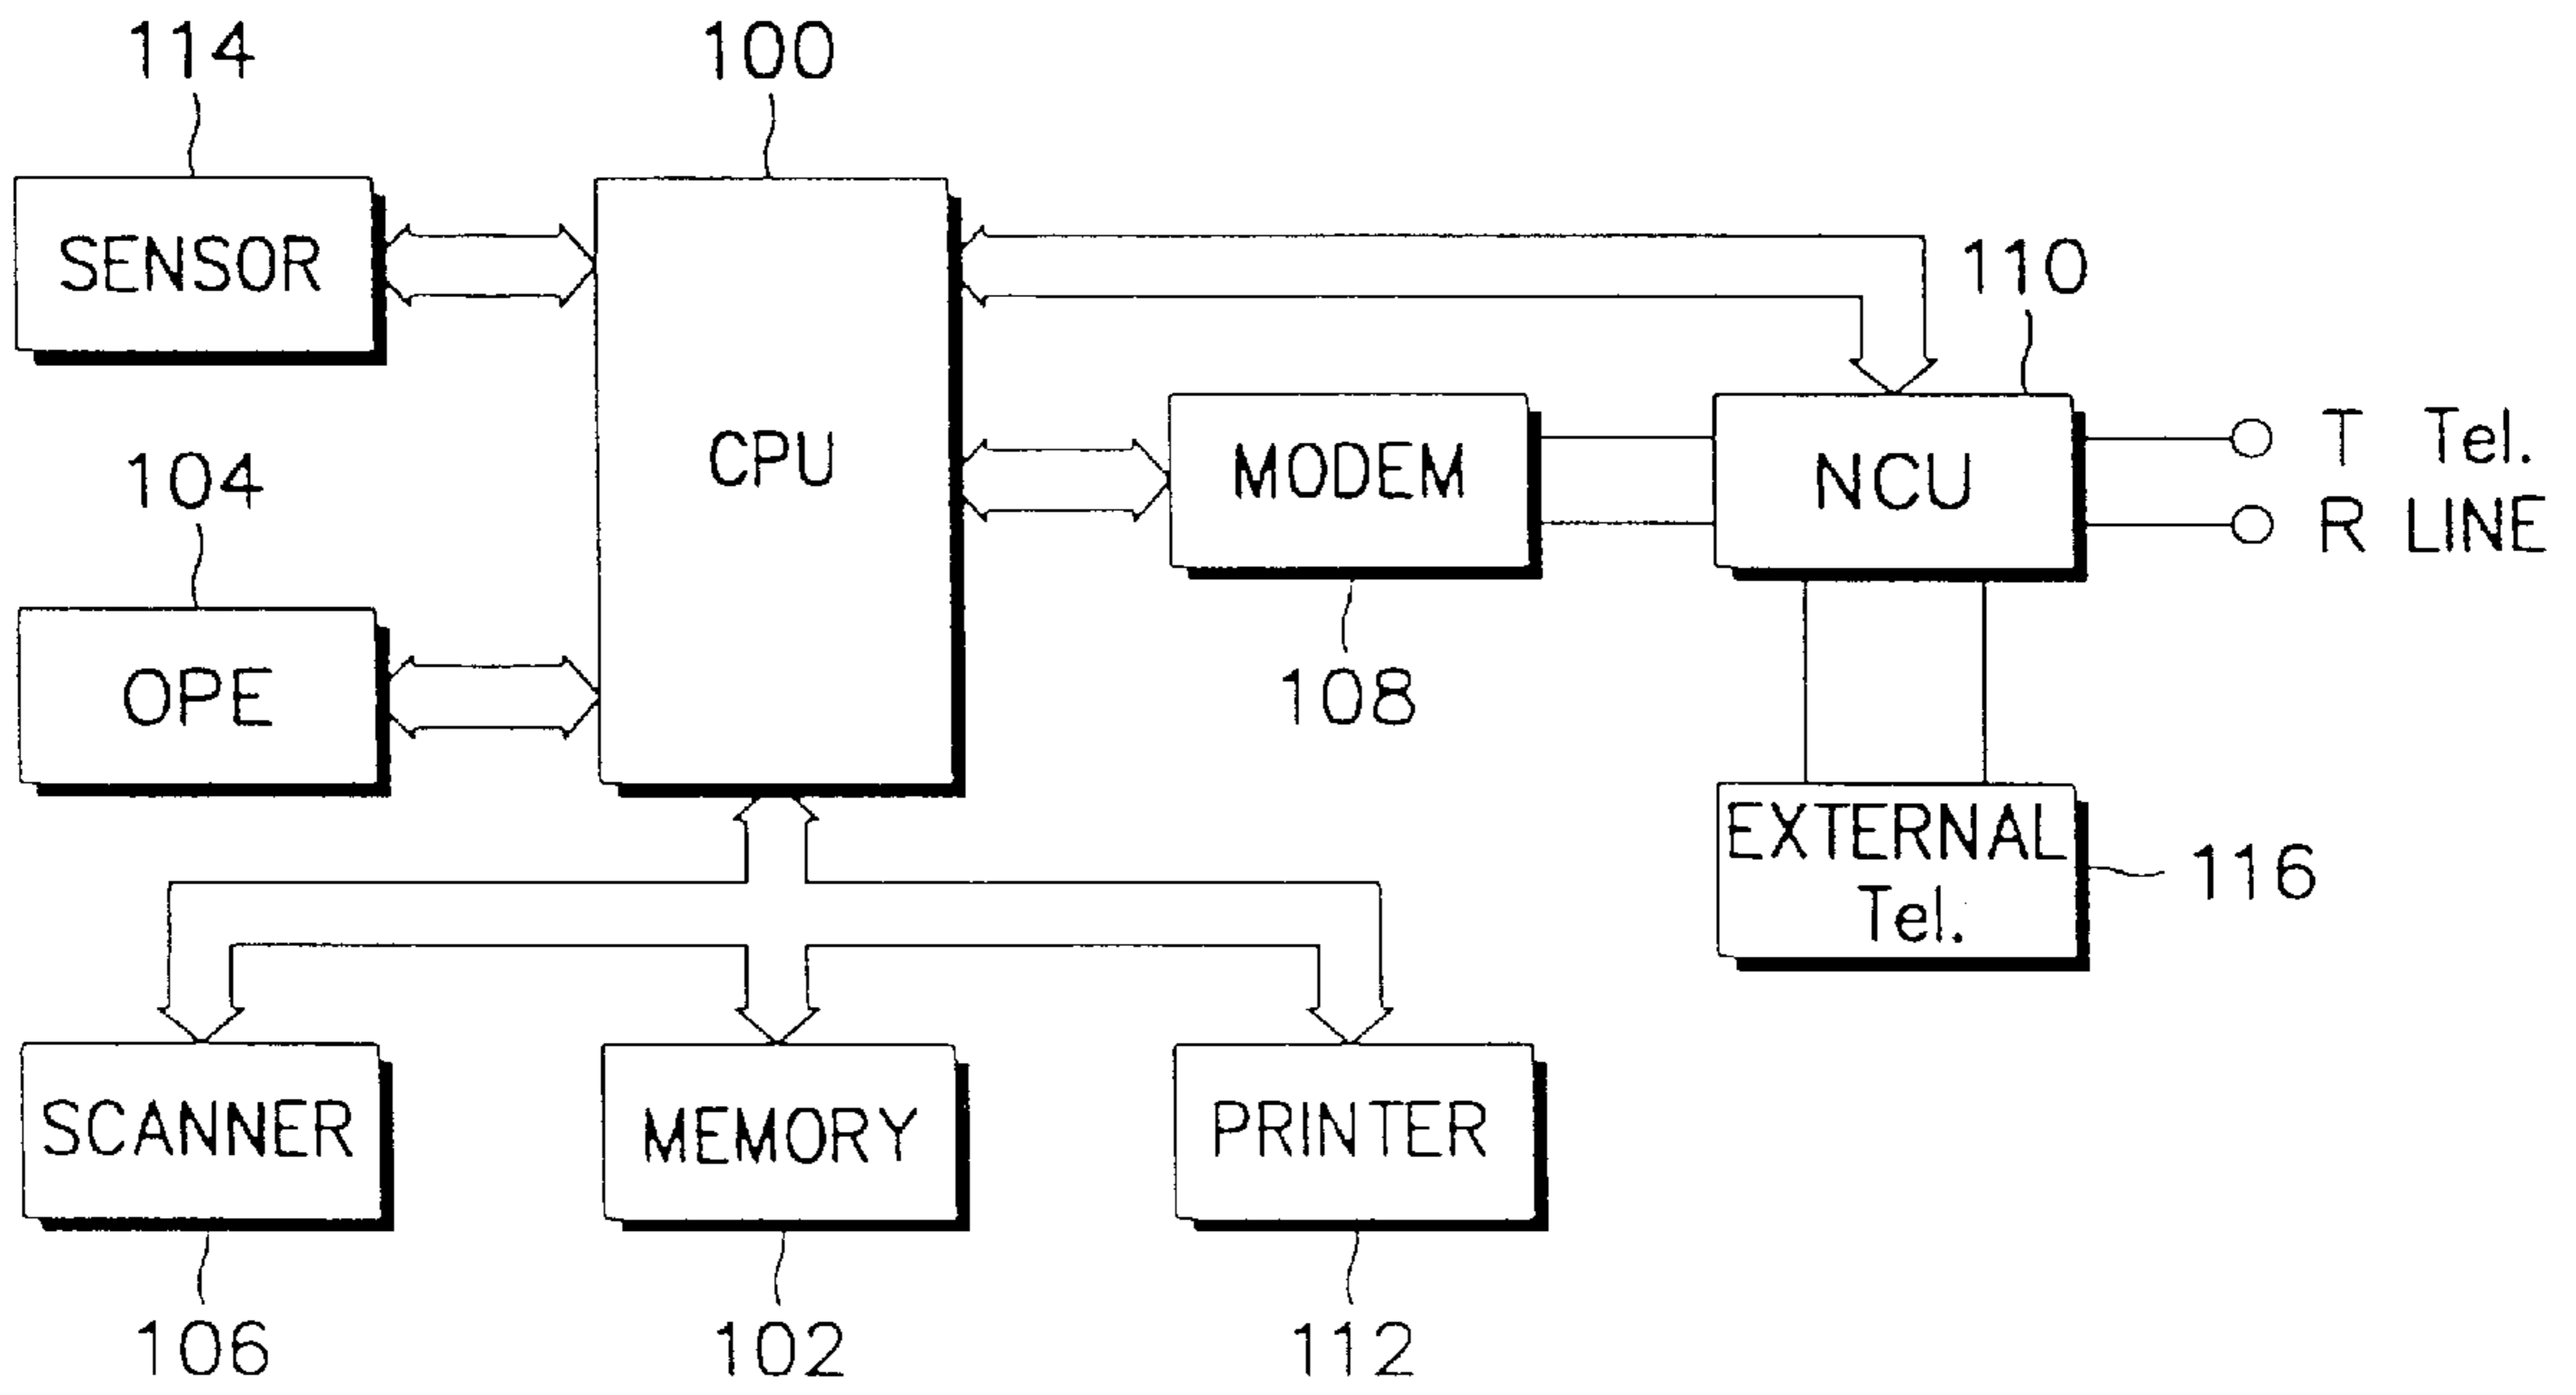 114
100
SENSOR
110
CPU
T Tel.
104
MODEM
NCU
R LINE
OPE
108
EXTERNAL
Tel.
116
SCANNER
MEMORY
PRINTER
106
102
112